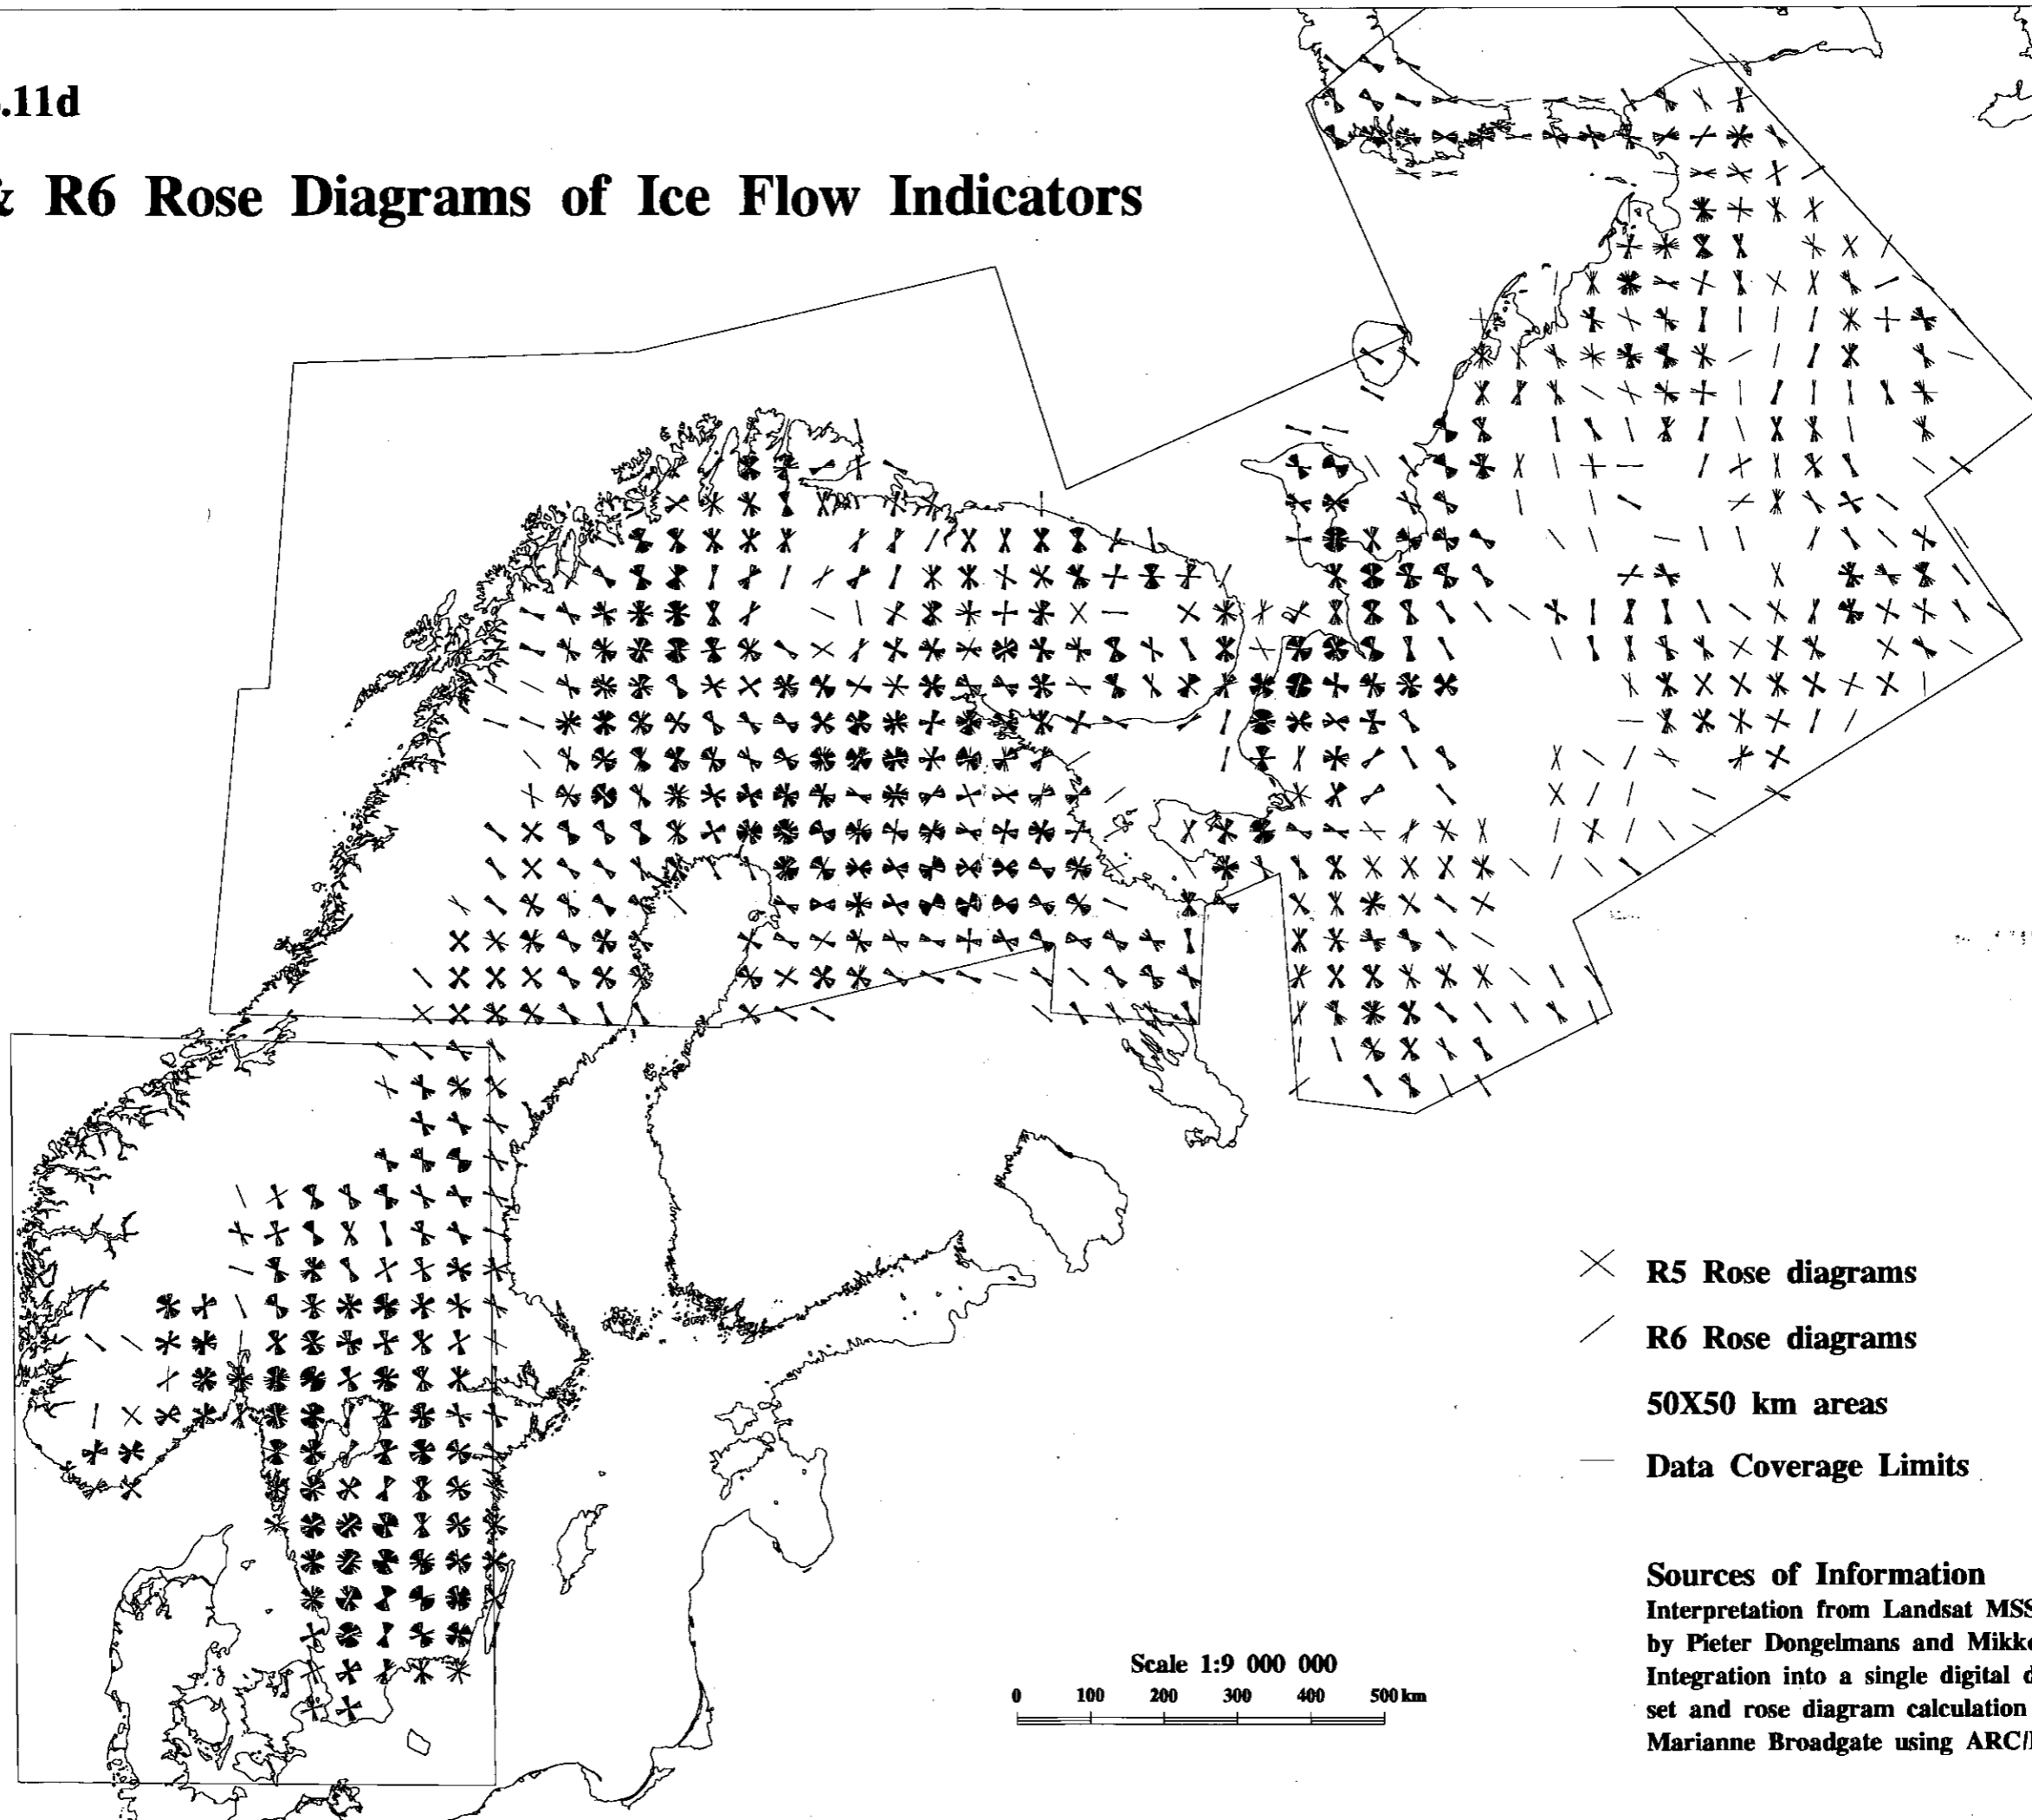 .11d
& R6 Rose Diagrams of Ice Flow Indicators
R5 Rose diagrams
R6 Rose diagrams
50X50 km areas
Data Coverage Limits
Scale 1:9 000 000
0 100 200 300 400 500 km
Sources of Information
Interpretation from Landsat MSS
by Pieter Dongelmans and
Integration into a single digital
set and rose diagram calculation
Marianne Broadgate using